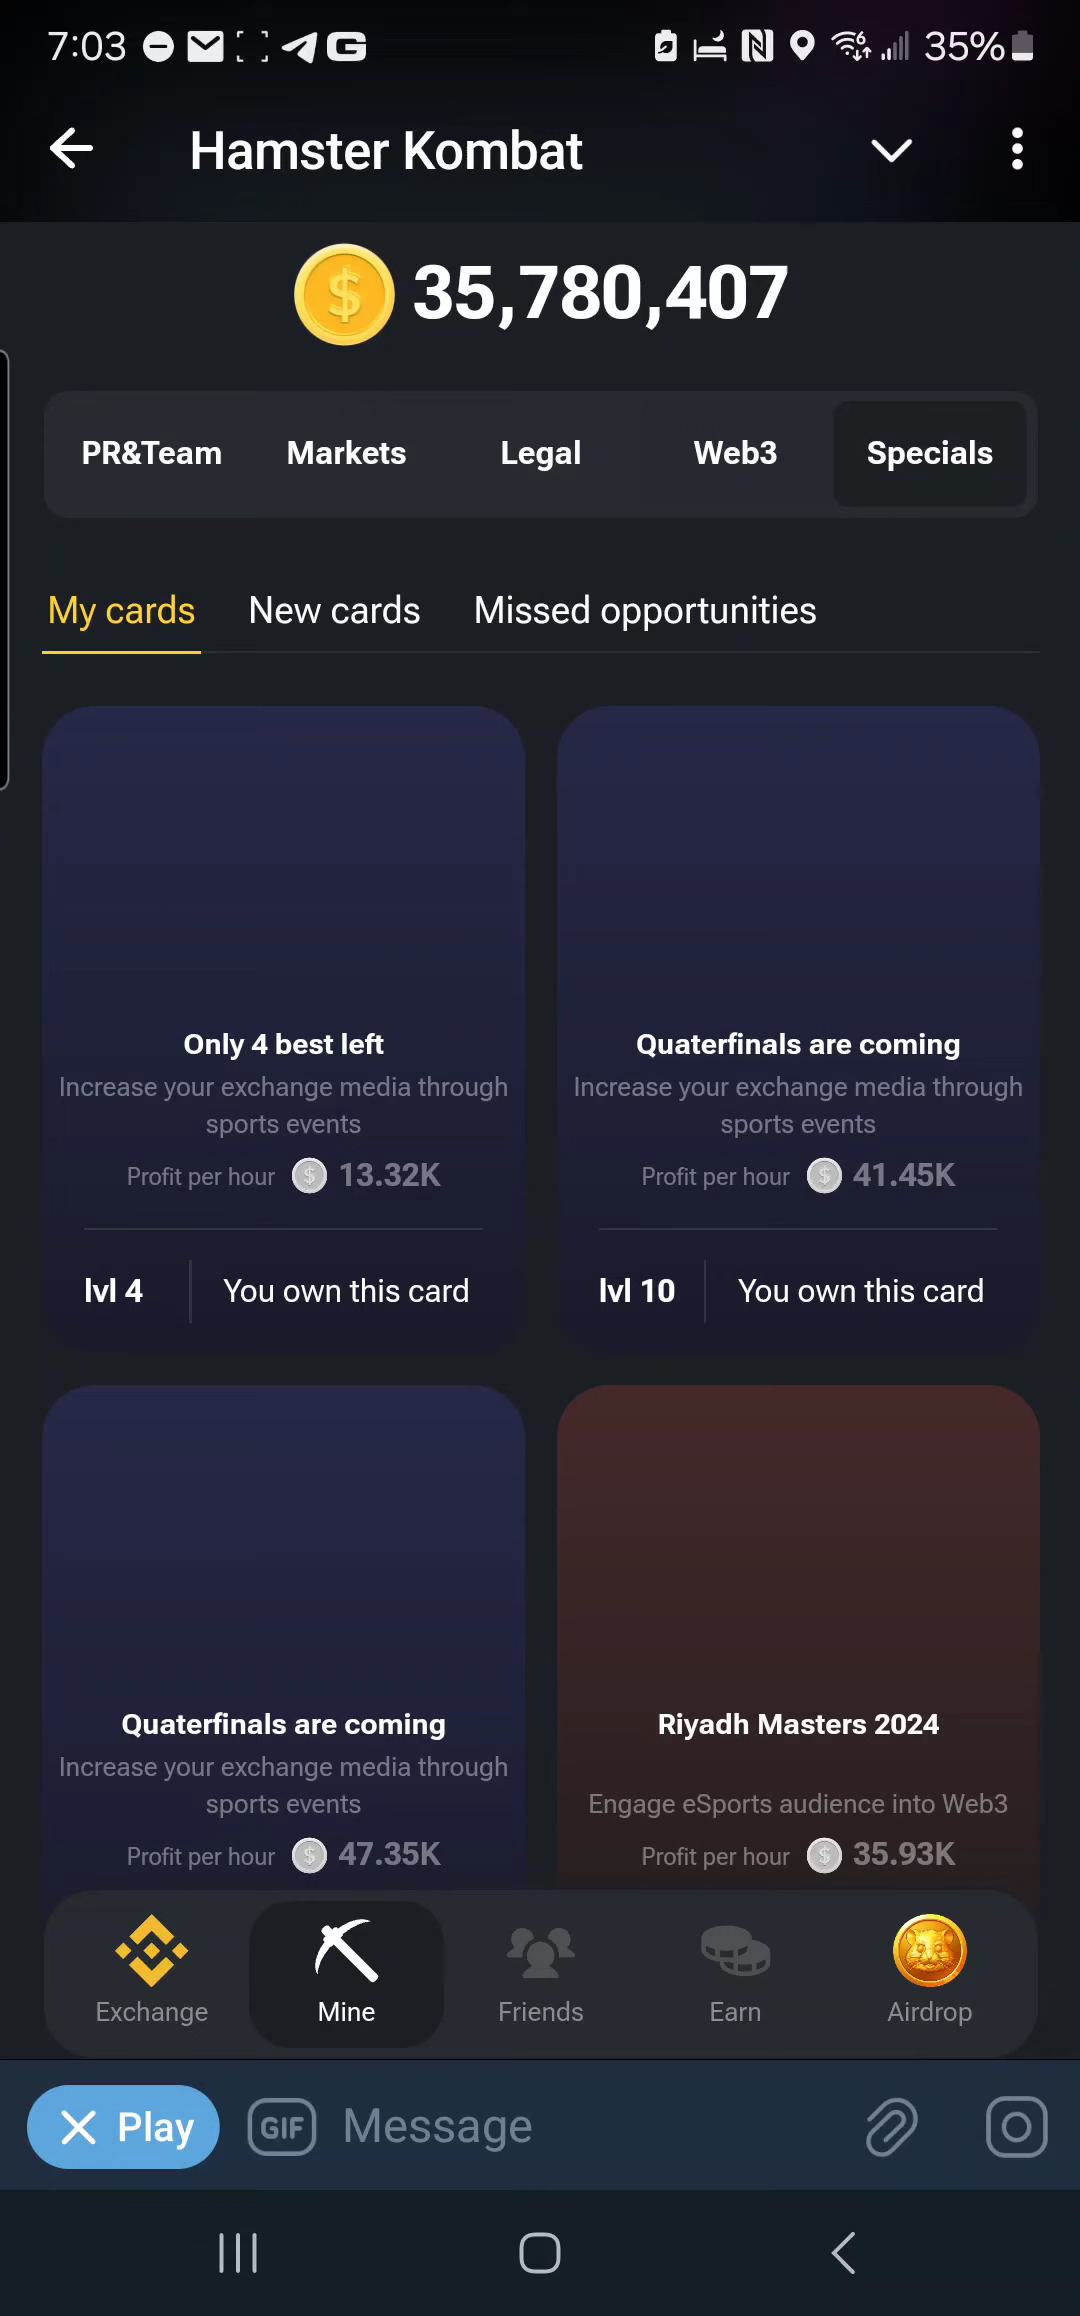 7:03
35%
Hamster Kombat
35,780,407
PR&Team Markets Legal Web3 Specials
My cards New cards Missed opportunities
Only 4 best left
Increase your exchange media through
sports events
Profit per hour $ 13.32K
lvl 4 You own this card
Quaterfinals are coming
Increase your exchange media through
sports events
Profit per hour $ 41.45K
lvl 10 You own this card
Quaterfinals are coming
Increase your exchange media through
sports events
Profit per hour $ 47.35K
Riyadh Masters 2024
Engage eSports audience into Web3
Profit per hour $ 35.93K
Exchange Mine Friends Earn Airdrop
Play GIF Message